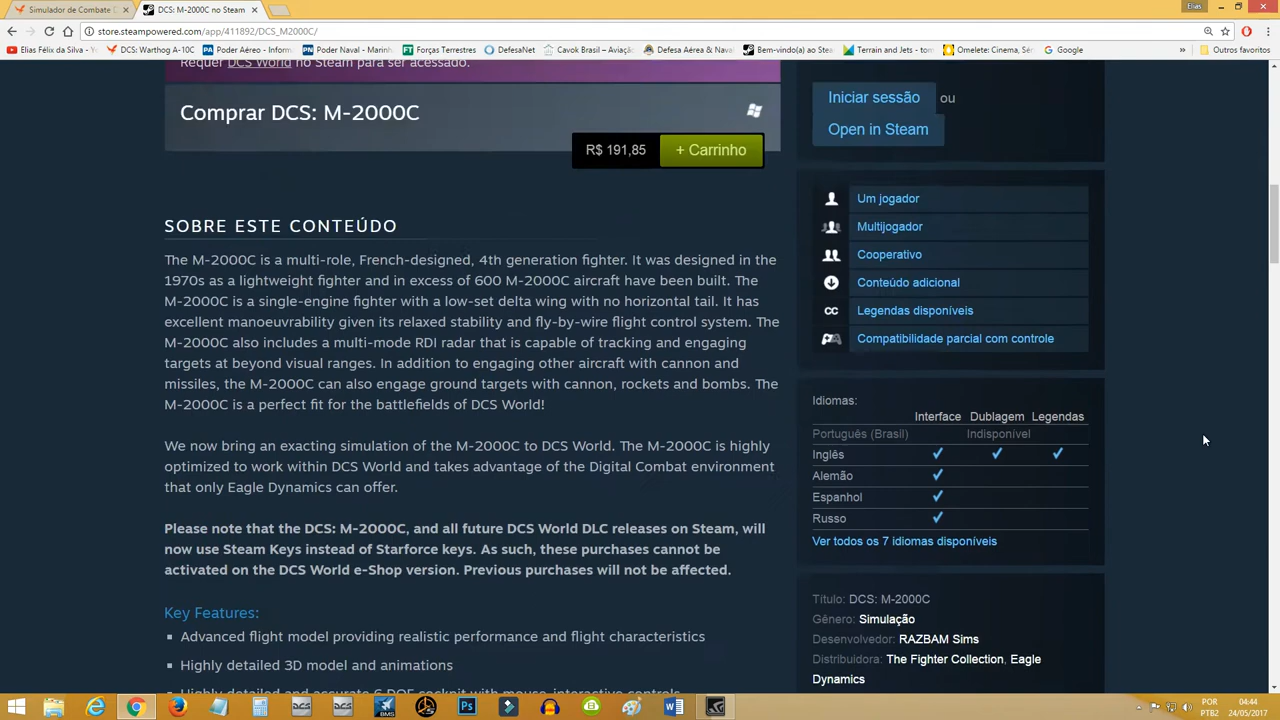 Simulador de Combate D
DCS: M-2000C no Steam
Elias
store.steampowered.com/app/411892/DCS_M2000C/
Elias Félix da Silva - Yo
DCS: Warthog A-10C
Poder Aéreo - Inform
Poder Naval - Marinh
Forças Terrestres
DefesaNet
Cavok Brasil – Aviaçã
Defesa Aérea & Naval
Bem-vindo(a) ao Stea
Terrain and Jets - tom
Omelete: Cinema, Sér
Google
Outros favoritos
Requer DCS World no Steam para ser acessado.
Comprar DCS: M-2000C
R$ 191,85
+ Carrinho
SOBRE ESTE CONTEÚDO
The M-2000C is a multi-role, French-designed, 4th generation fighter. It was designed in the
1970s as a lightweight fighter and in excess of 600 M-2000C aircraft have been built. The
M-2000C is a single-engine fighter with a low-set delta wing with no horizontal tail. It has
excellent manoeuvrability given its relaxed stability and fly-by-wire flight control system. The
M-2000C also includes a multi-mode RDI radar that is capable of tracking and engaging
targets at beyond visual ranges. In addition to engaging other aircraft with cannon and
missiles, the M-2000C can also engage ground targets with cannon, rockets and bombs. The
M-2000C is a perfect fit for the battlefields of DCS World!
We now bring an exacting simulation of the M-2000C to DCS World. The M-2000C is highly
optimized to work within DCS World and takes advantage of the Digital Combat environment
that only Eagle Dynamics can offer.
Please note that the DCS: M-2000C, and all future DCS World DLC releases on Steam, will
now use Steam Keys instead of Starforce keys. As such, these purchases cannot be
activated on the DCS World e-Shop version. Previous purchases will not be affected.
Key Features:
Advanced flight model providing realistic performance and flight characteristics
Highly detailed 3D model and animations
Highly detailed and accurate 6 DOF cockpit with mouse-interactive controls
Iniciar sessão ou
Open in Steam
Um jogador
Multijogador
Cooperativo
Conteúdo adicional
CC Legendas disponíveis
Compatibilidade parcial com controle
Idiomas:
Interface Dublagem Legendas
Português (Brasil) Indisponível
Inglês
Alemão
Espanhol
Russo
Ver todos os 7 idiomas disponíveis
Título: DCS: M-2000C
Gênero: Simulação
Desenvolvedor: RAZBAM Sims
Distribuidora: The Fighter Collection, Eagle
Dynamics
POR
PTB2
04:44
24/05/2017